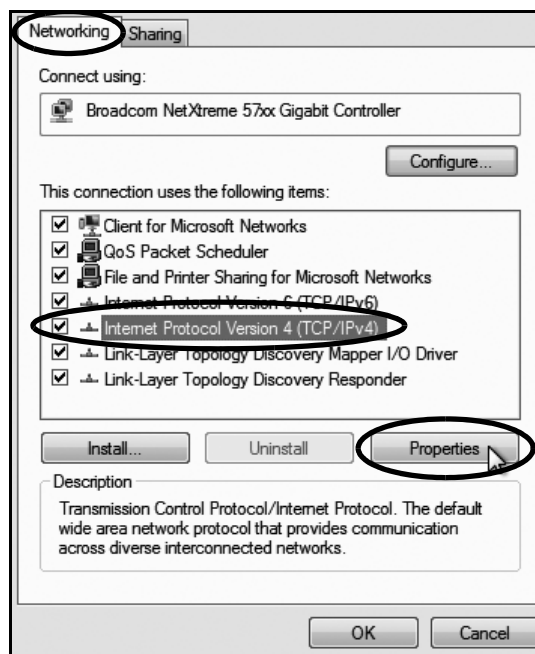 Networking Sharing
Connect using:
Broadcom NetXtreme 57xx Gigabit Controller
Configure...
This connection uses the following items:
Client for Microsoft Networks
QoS Packet Scheduler
File and Printer Sharing for Microsoft Networks
Internet Protocol Version 6 (TCP/IPv6)
Internet Protocol Version 4 (TCP/IPv4)
Link-Layer Topology Discovery Mapper I/O Driver
Link-Layer Topology Discovery Responder
Install... Uninstall Properties
Description
Transmission Control Protocol/Internet Protocol. The default
wide area network protocol that provides communication
across diverse interconnected networks.
OK Cancel